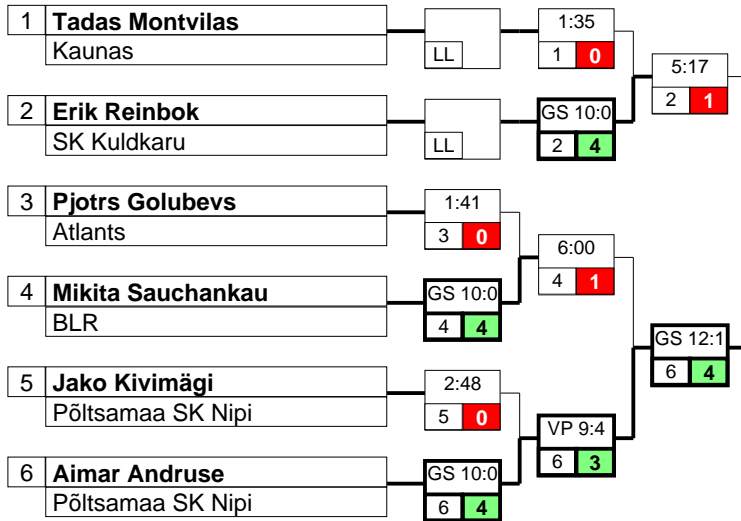 1 Tadas Montvilas
Kaunas
LL
1:35
1 0
5:17
2 1
2 Erik Reinbok
SK Kuldkaru
LL
GS 10:0
2 4
3 Pjotrs Golubevs
Atlants
1:41
3 0
6:00
4 1
4 Mikita Sauchankau
BLR
GS 10:0
4 4
GS 12:1
6 4
5 Jako Kivimägi
Põltsamaa SK Nipi
2:48
5 0
VP 9:4
6 3
6 Aimar Andruse
Põltsamaa SK Nipi
GS 10:0
6 4